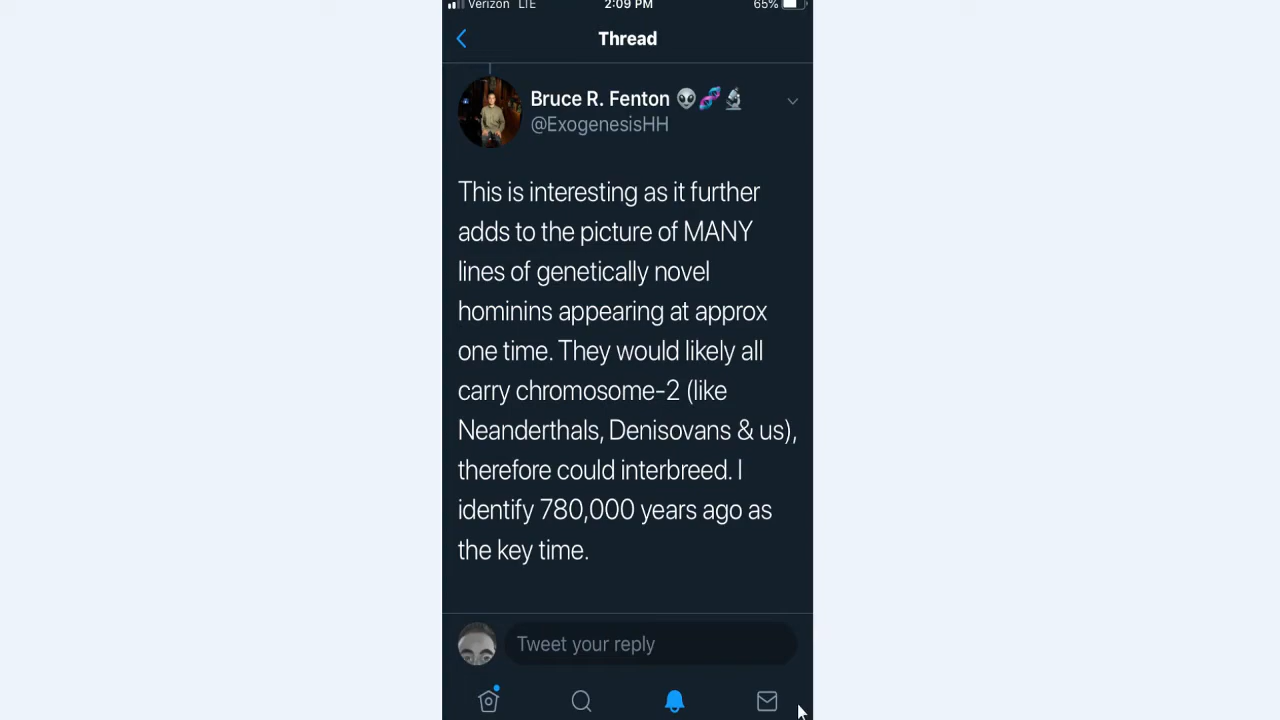 Verizon LTE 2:09 PM 65%
Thread
Bruce R. Fenton
@ExogenesisHH
This is interesting as it further
adds to the picture of MANY
lines of genetically novel
hominins appearing at approx
one time. They would likely all
carry chromosome-2 (like
Neanderthals, Denisovans & us),
therefore could interbreed. I
identify 780,000 years ago as
the key time.
Tweet your reply